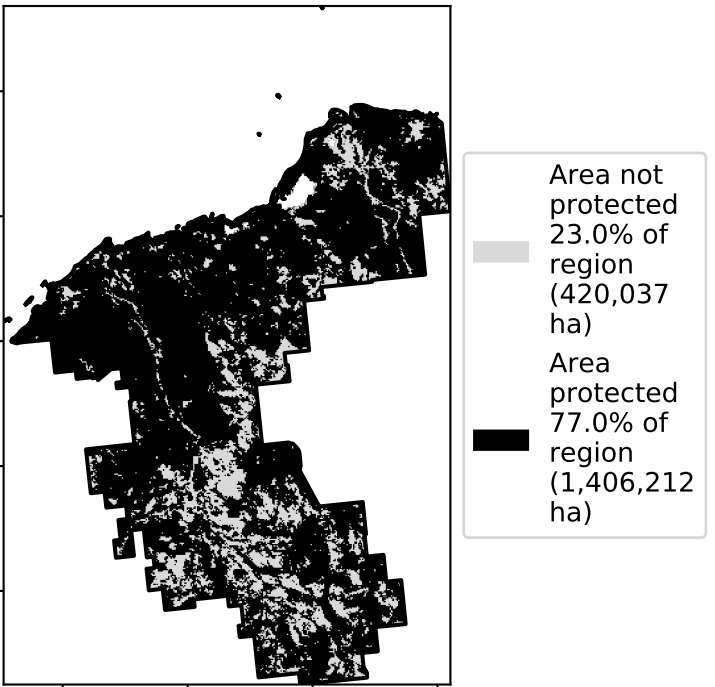 Area not
protected
23.0% of
region
(420,037
ha)
Area
protected
77.0% of
region
(1,406,212
ha)